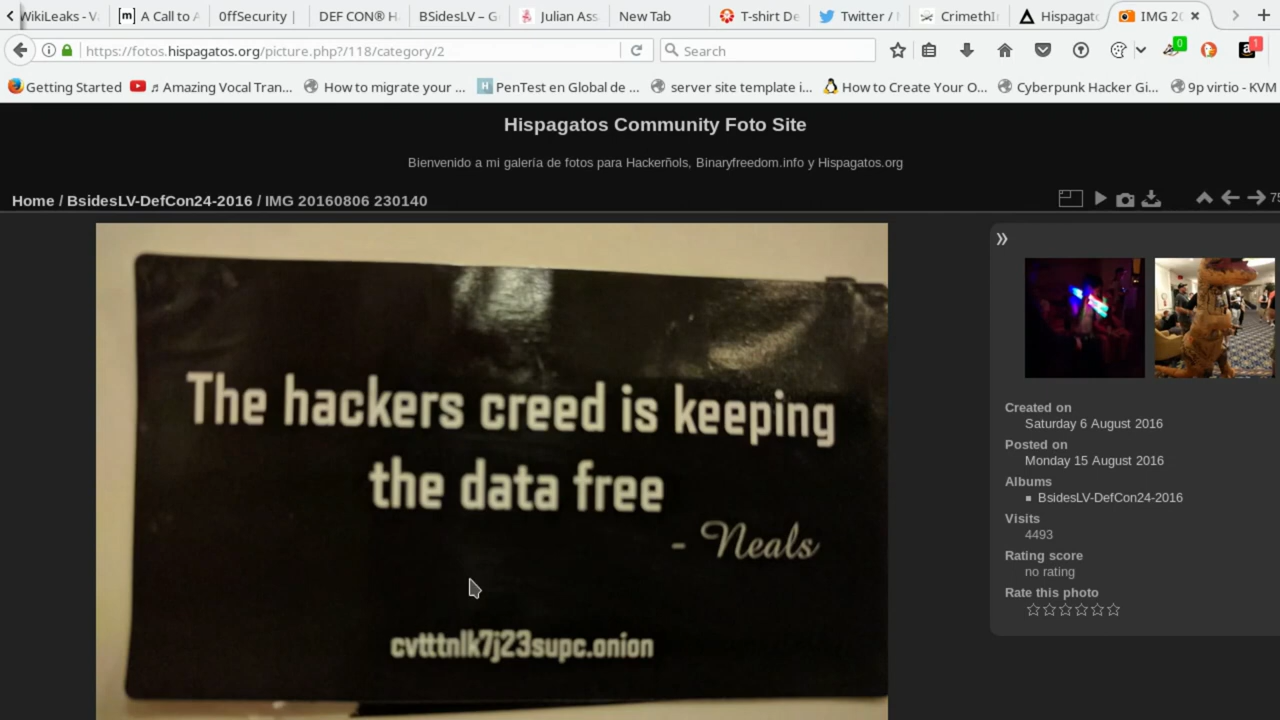 WikiLeaks - V
[m] A Call to A
0ffSecurity |
DEF CON® H
BSidesLV – G
Julian Ass
New Tab
T-shirt De
Twitter / 
CrimethI
Hispagato
IMG 20
https://fotos.hispagatos.org/picture.php?/118/category/2
Search
0
1
Getting Started
♬ Amazing Vocal Tran...
How to migrate your ...
PenTest en Global de ...
server site template i...
How to Create Your O...
Cyberpunk Hacker Gi...
9p virtio - KVM
Hispagatos Community Foto Site
Bienvenido a mi galería de fotos para Hackerñols, Binaryfreedom.info y Hispagatos.org
Home / BsidesLV-DefCon24-2016 / IMG 20160806 230140
75
The hackers creed is keeping
the data free
- Neals
cvtttnlk7j23supc.onion
Created on
Saturday 6 August 2016
Posted on
Monday 15 August 2016
Albums
BsidesLV-DefCon24-2016
Visits
4493
Rating score
no rating
Rate this photo